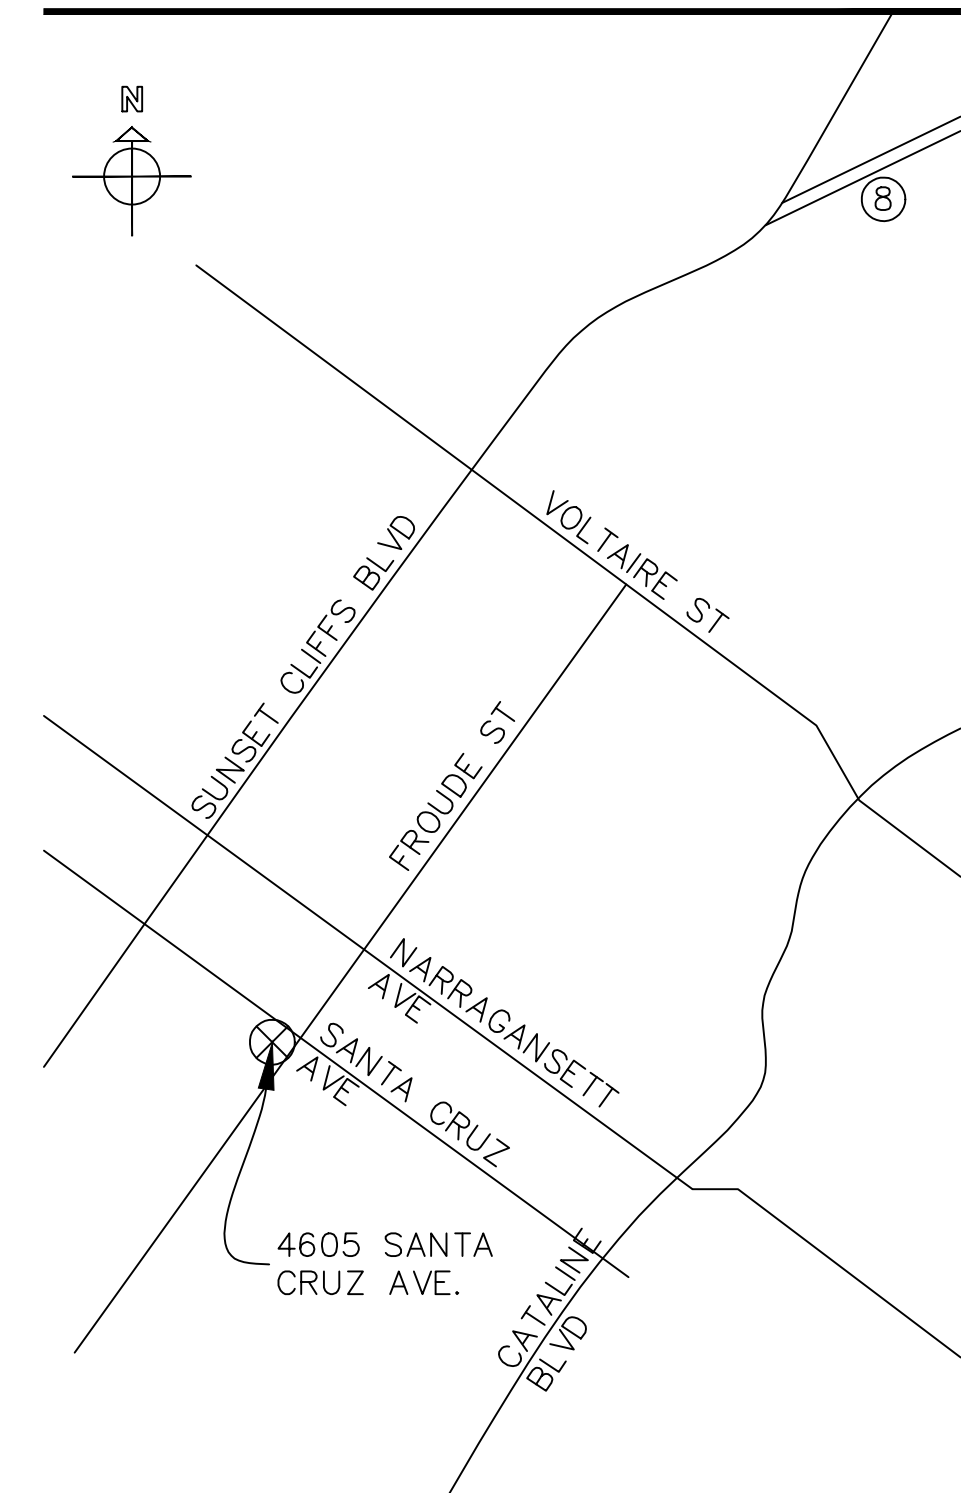 N
8
VOLTAIRE ST
SUNSET CLIFFS BLVD
FROUDE ST
NARRAGANSETT
AVE
SANTA CRUZ
AVE
4605 SANTA
CRUZ AVE.
CATALINE
BLVD